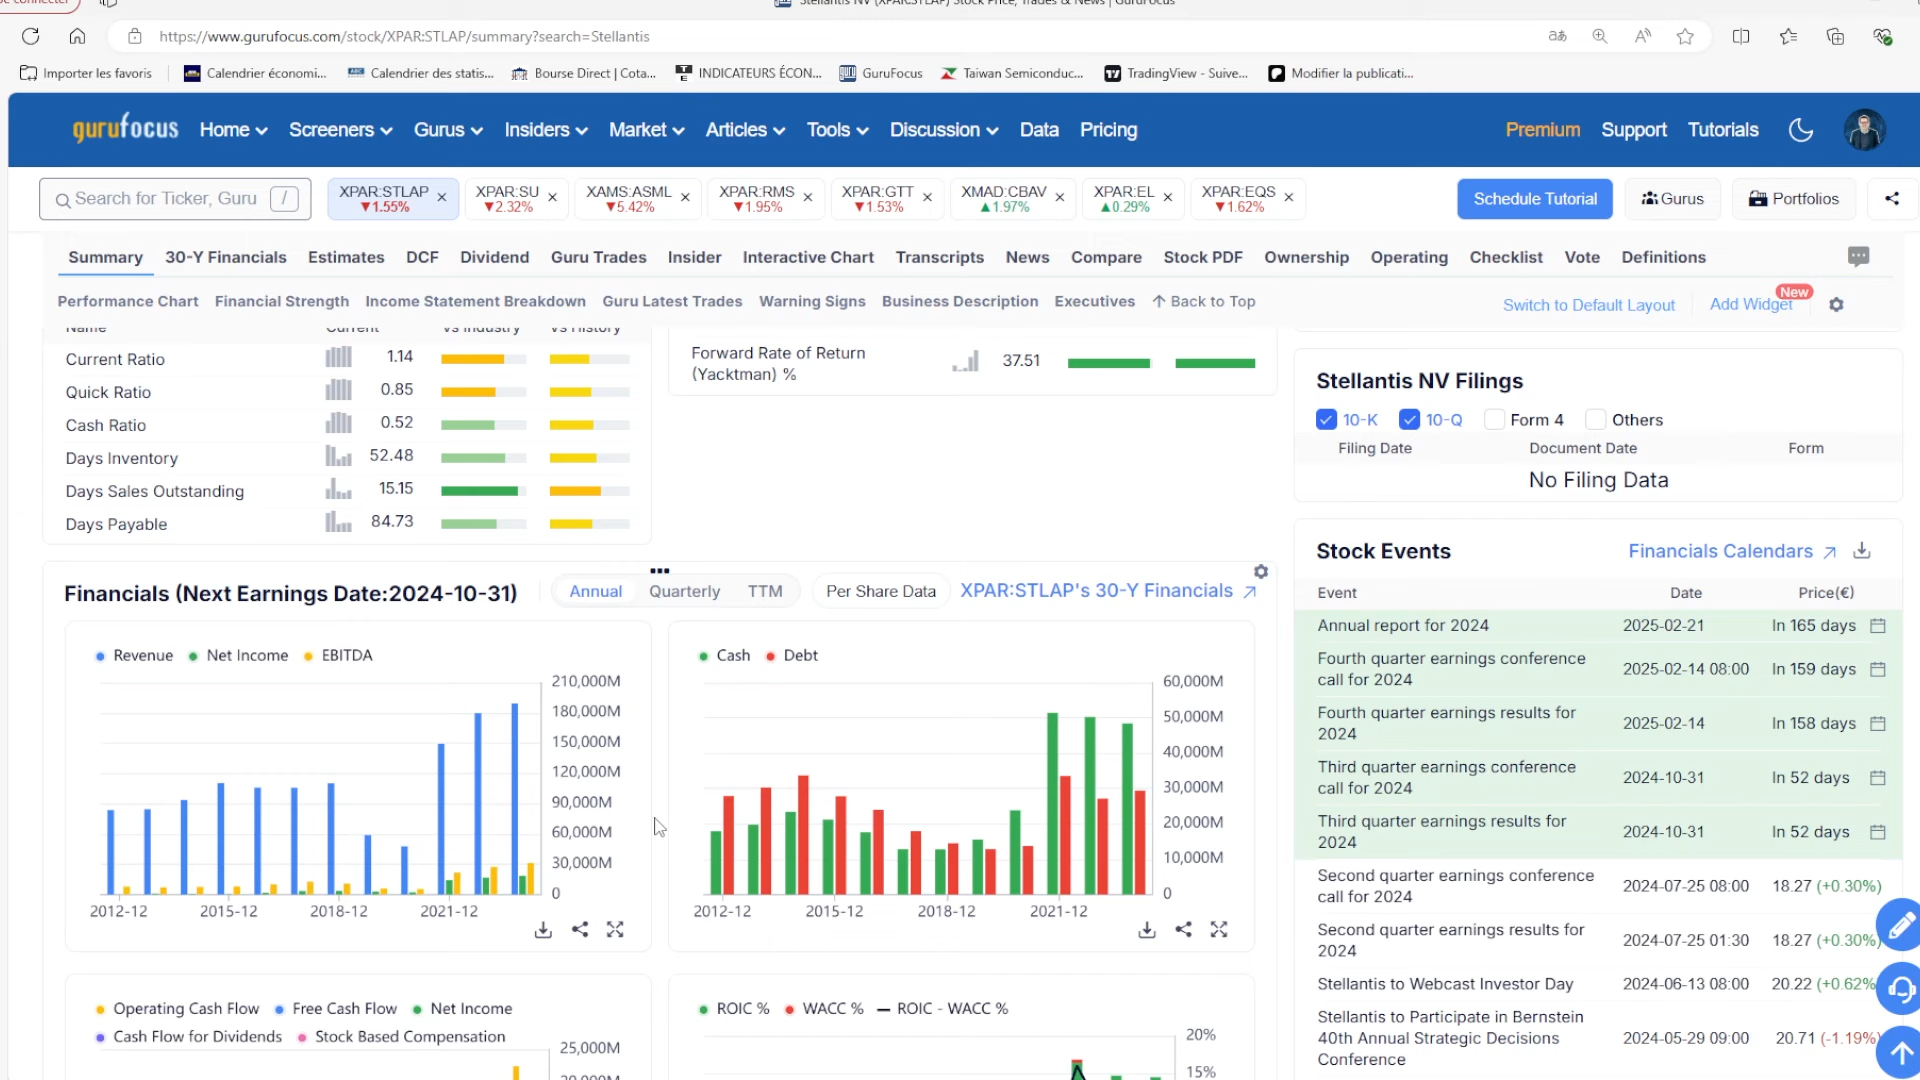 Stellantis NV (XPAR:STLAP) Stock Price, Trades & News | GuruFocus
https://www.gurufocus.com/stock/XPAR:STLAP/summary?search=Stellantis
Importer les favoris
Calendrier économi...
Calendrier des statis...
Bourse Direct | Cota...
INDICATEURS ÉCON...
GuruFocus
Taiwan Semiconduc...
TradingView - Suive...
Modifier la publicati...
gurufocus
Home
Screeners
Gurus
Insiders
Market
Articles
Tools
Discussion
Data
Pricing
Premium
Support
Tutorials
Search for Ticker, Guru
/
XPAR:STLAP
▼1.55%
XPAR:SU
▼2.32%
XAMS:ASML
▼5.42%
XPAR:RMS
▼1.95%
XPAR:GTT
▼1.53%
XMAD:CBAV
▲1.97%
XPAR:EL
▲0.29%
XPAR:EQS
▼1.62%
Schedule Tutorial
Gurus
Portfolios
Summary
30-Y Financials
Estimates
DCF
Dividend
Guru Trades
Insider
Interactive Chart
Transcripts
News
Compare
Stock PDF
Ownership
Operating
Checklist
Vote
Definitions
Performance Chart
Financial Strength
Income Statement Breakdown
Guru Latest Trades
Warning Signs
Business Description
Executives
Back to Top
Switch to Default Layout
Add Widget
New
Name Current Vs Industry Vs History
Current Ratio 1.14
Quick Ratio 0.85
Cash Ratio 0.52
Days Inventory 52.48
Days Sales Outstanding 15.15
Days Payable 84.73
Forward Rate of Return
(Yacktman) % 37.51
Stellantis NV Filings
10-K 10-Q Form 4 Others
Filing Date Document Date Form
No Filing Data
Financials (Next Earnings Date:2024-10-31)
Annual Quarterly TTM
Per Share Data
XPAR:STLAP's 30-Y Financials
Revenue Net Income EBITDA
210,000M
180,000M
150,000M
120,000M
90,000M
60,000M
30,000M
0
2012-12 2015-12 2018-12 2021-12
Cash Debt
60,000M
50,000M
40,000M
30,000M
20,000M
10,000M
0
2012-12 2015-12 2018-12 2021-12
Operating Cash Flow Free Cash Flow Net Income
Cash Flow for Dividends Stock Based Compensation
25,000M
20,000M
ROIC % WACC % ROIC - WACC %
20%
15%
Stock Events
Financials Calendars
Event Date Price(€)
Annual report for 2024 2025-02-21 In 165 days
Fourth quarter earnings conference
call for 2024 2025-02-14 08:00 In 159 days
Fourth quarter earnings results for
2024 2025-02-14 In 158 days
Third quarter earnings conference
call for 2024 2024-10-31 In 52 days
Third quarter earnings results for
2024 2024-10-31 In 52 days
Second quarter earnings conference
call for 2024 2024-07-25 08:00 18.27 (+0.30%)
Second quarter earnings results for
2024 2024-07-25 01:30 18.27 (+0.30%)
Stellantis to Webcast Investor Day 2024-06-13 08:00 20.22 (+0.62%)
Stellantis to Participate in Bernstein
40th Annual Strategic Decisions
Conference 2024-05-29 09:00 20.71 (-1.19%)